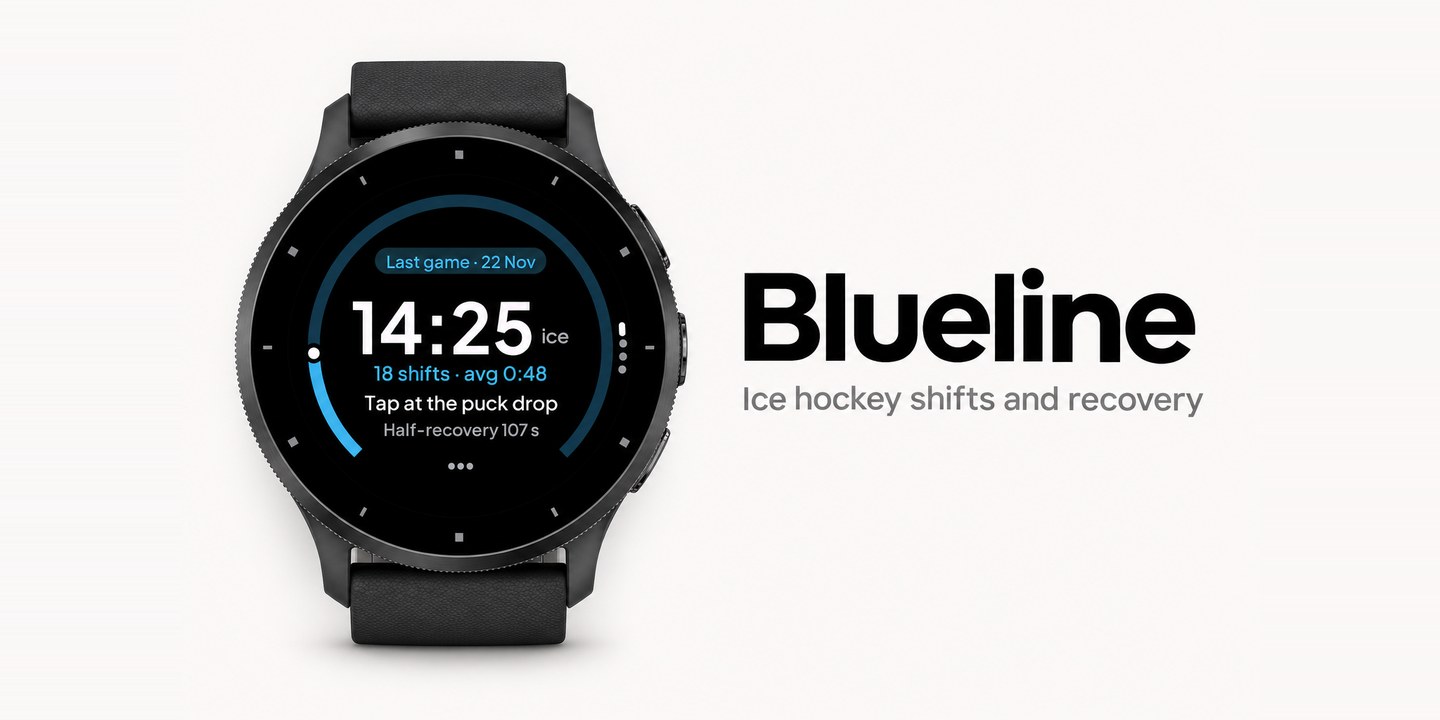 Last game · 22 Nov
14:25 ice
18 shifts · avg 0:48
Tap at the puck drop
Half-recovery 107 s
Blueline
Ice hockey shifts and recovery